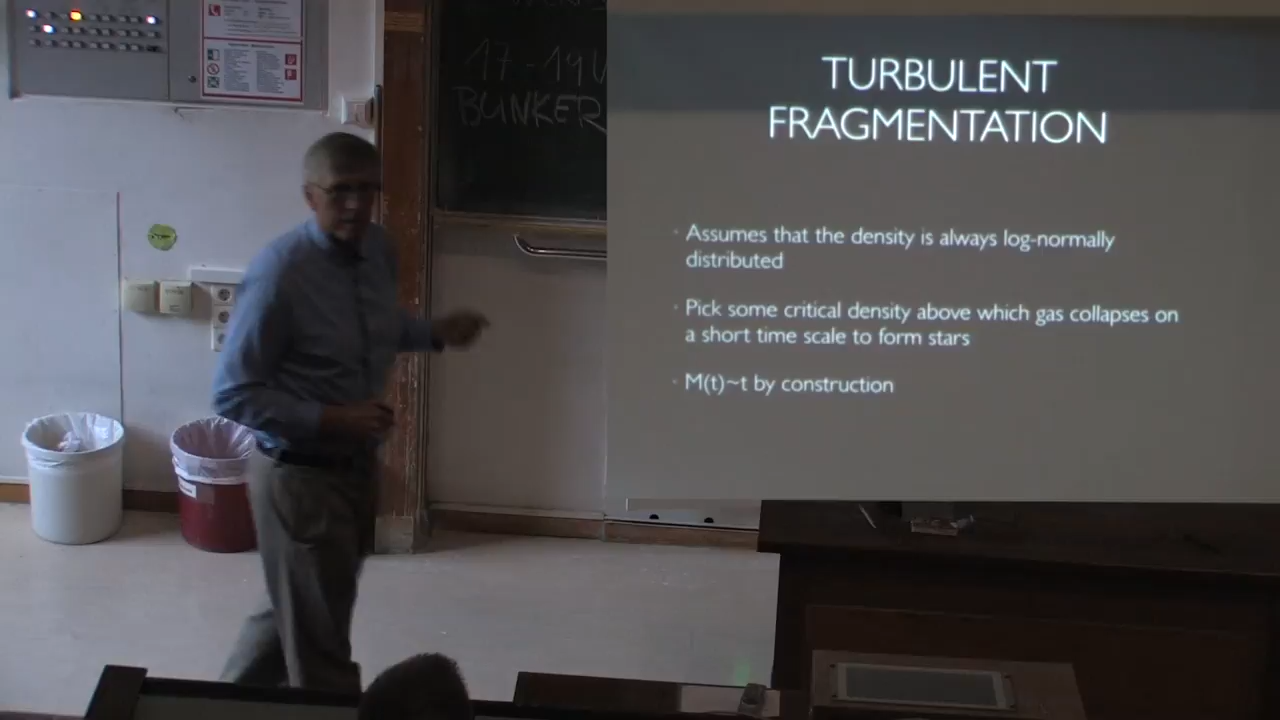 17-19U
BUNKER
TURBULENT
FRAGMENTATION
· Assumes that the density is always log-normally
distributed
· Pick some critical density above which gas collapses on
a short time scale to form stars
· M(t)~t by construction